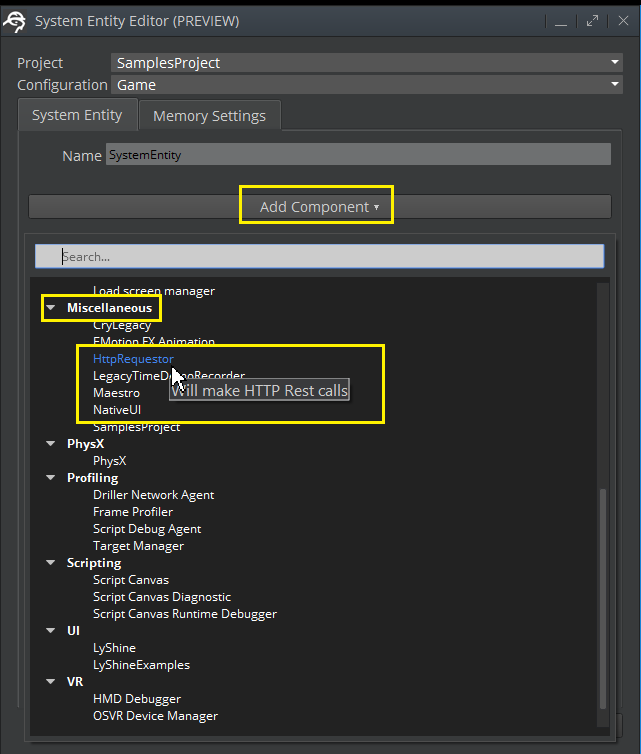 System Entity Editor (PREVIEW)
Project SamplesProject
Configuration Game
System Entity Memory Settings
Name SystemEntity
Add Component
Search...
Load screen manager
Miscellaneous
CryLegacy
EMotion FX Animation
HttpRequestor
LegacyTimeDemoRecorder
Maestro
Will make HTTP Rest calls
NativeUI
SamplesProject
PhysX
PhysX
Profiling
Driller Network Agent
Frame Profiler
Script Debug Agent
Target Manager
Scripting
Script Canvas
Script Canvas Diagnostic
Script Canvas Runtime Debugger
UI
LyShine
LyShineExamples
VR
HMD Debugger
OSVR Device Manager